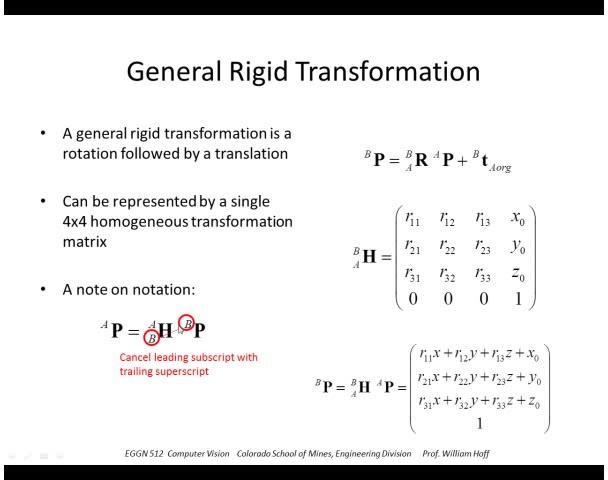 General Rigid Transformation
• A general rigid transformation is a
rotation followed by a translation
• Can be represented by a single
4x4 homogeneous transformation
matrix
• A note on notation:
ᴬP = ᴬ_B H ᴮP
Cancel leading subscript with
trailing superscript
ᴮP = ᴮ_A R ᴬP + ᴮt_Aorg
ᴮ_A H =
r₁₁ r₁₂ r₁₃ x₀
r₂₁ r₂₂ r₂₃ y₀
r₃₁ r₃₂ r₃₃ z₀
0 0 0 1
ᴮP = ᴮ_A H ᴬP =
r₁₁x + r₁₂y + r₁₃z + x₀
r₂₁x + r₂₂y + r₂₃z + y₀
r₃₁x + r₃₂y + r₃₃z + z₀
1
EGGN 512 Computer Vision Colorado School of Mines, Engineering Division Prof. William Hoff